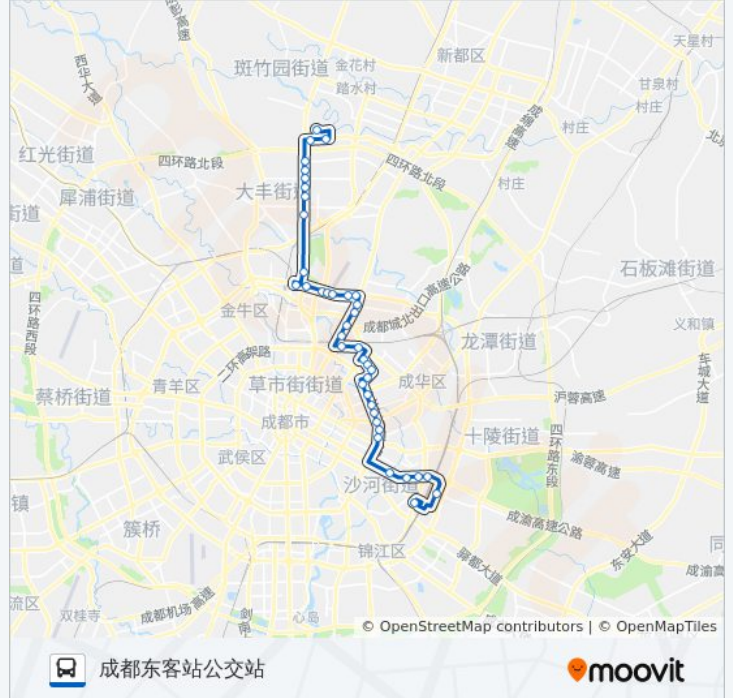 天星村
新都区
斑竹园街道
金花村
踏水村
甘泉村
村庄
西华大道
成绵高速
村庄
红光街道
四环路北段
四环路北段
大丰街
村庄
犀浦街道
街道
道
石板滩街道
四环路西段
金牛区
成都城北出口高速公路
义和镇
龙潭街道
二环高架路
车城大道
青羊区
草市街街道
成华区
蔡桥街道
沪蓉高速
成都市
十陵街道
四环路东段
武侯区
渝蓉高速
沙河街道
镇
簇桥
成渝高速公路
锦江区
驿都大道
东安大道
成渝高
流区
双桂寺
成都机场高速
剑南
心岛
© OpenStreetMap contributors | © OpenMapTiles
成都东客站公交站
moovit